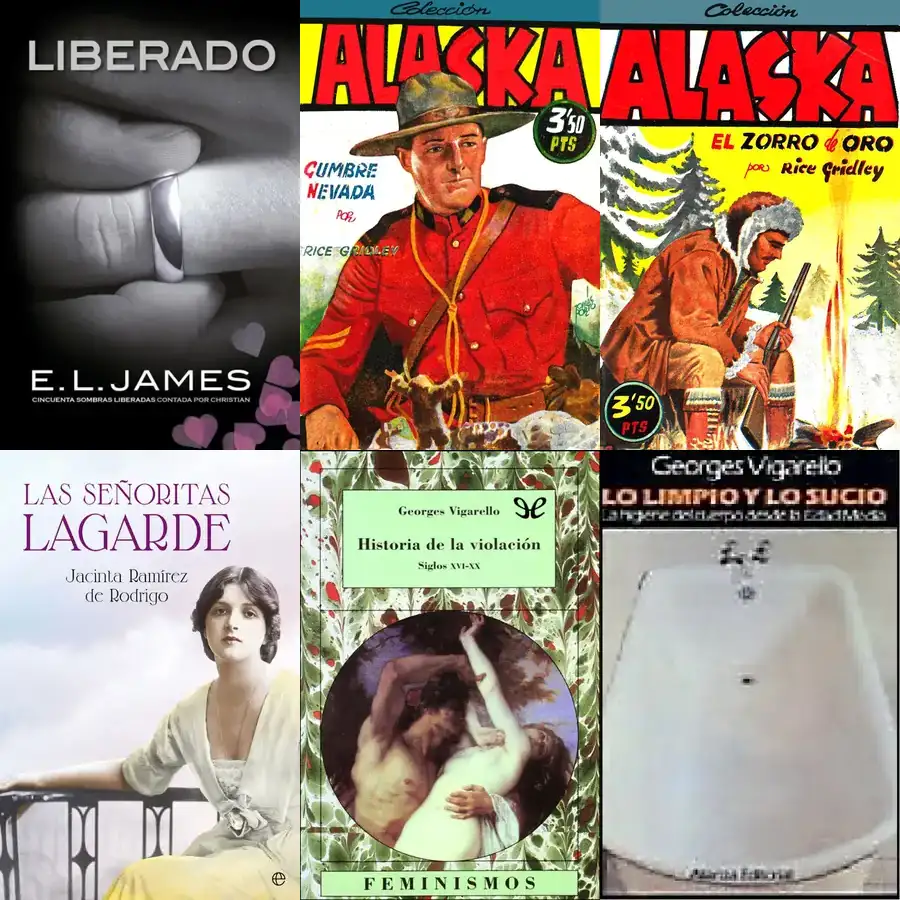 LIBERADO
E.L.JAMES
CINCUENTA SOMBRAS LIBERADAS CONTADA POR CHRISTIAN
Colección
ALASKA
3'50
PTS
CUMBRE
NEVADA
POR
RICE GRIDLEY
Colección
ALASKA
EL ZORRO de ORO
por Rice Gridley
3'50
PTS
LAS SEÑORITAS
LAGARDE
Jacinta Ramírez
de Rodrigo
e
Georges Vigarello
Historia de la violación
Siglos XVI-XX
FEMINISMOS
Georges Vigarello
LO LIMPIO Y LO SUCIO
La higiene del cuerpo desde la Edad Media
Alianza Editorial